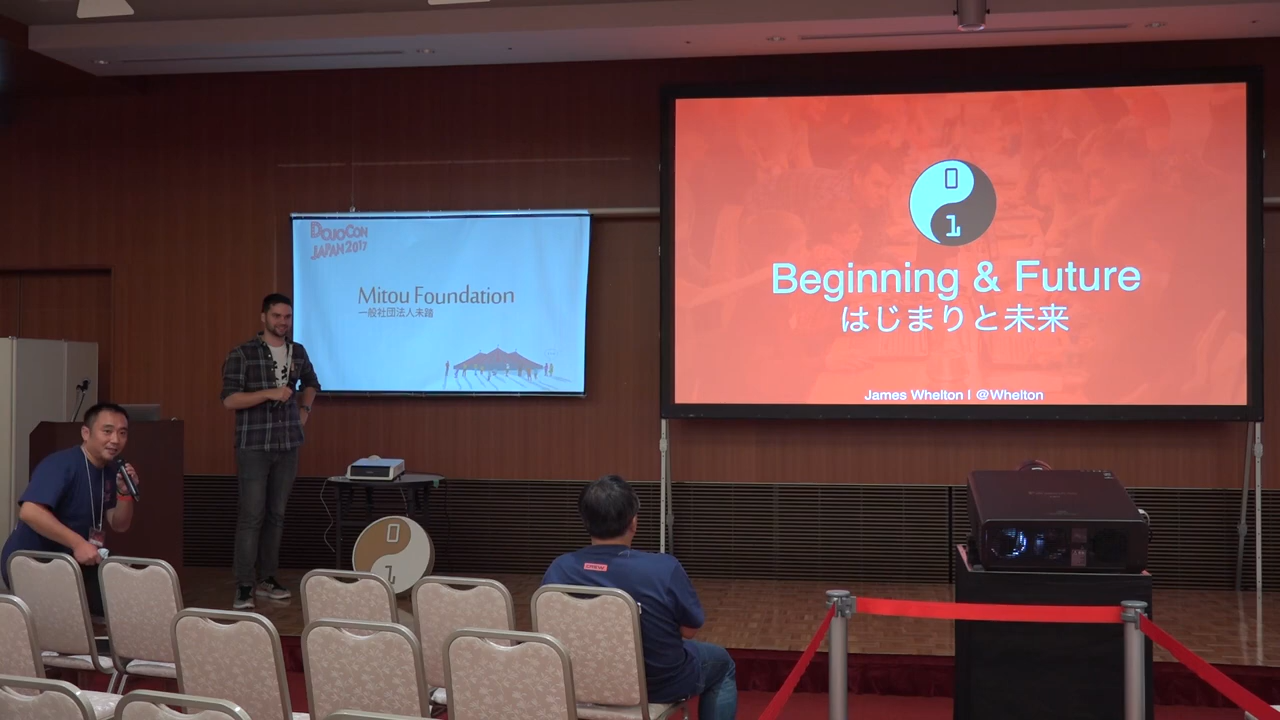 DOJOCON
JAPAN 2017
Mitou Foundation
一般社団法人未踏
0
1
Beginning & Future
はじまりと未来
James Whelton | @Whelton
0
1
CREW